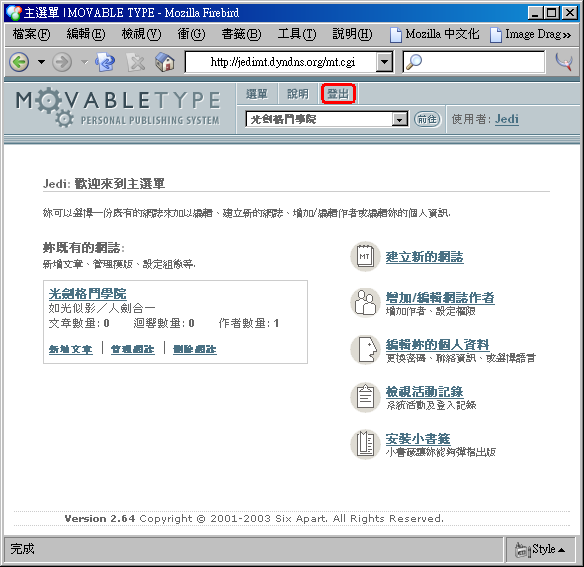 主選單 | MOVABLE TYPE - Mozilla Firebird
檔案(F) 編輯(E) 檢視(V) 衝(G) 書籤(B) 工具(T) 說明(H) Mozilla 中文化 Image Drag»
http://jedimt.dyndns.org/mt.cgi
MOVABLETYPE
PERSONAL PUBLISHING SYSTEM
選單 說明 登出
光劍格鬥學院 前往 使用者: Jedi
Jedi: 歡迎來到主選單
妳可以選擇一份既有的網誌來加以編輯、建立新的網誌、增加/編輯作者或編輯妳的個人資訊.
妳既有的網誌:
新增文章、管理模版、設定組態等.
光劍格鬥學院
如光似影／人劍合一
文章數量: 0 迴響數量: 0 作者數量: 1
新增文章 管理網誌 刪除網誌
MT
建立新的網誌
增加/編輯網誌作者
增加作者、設定權限
編輯妳的個人資料
更換密碼、聯絡資訊、或選擇語言
檢視活動記錄
系統活動及登入記錄
安裝小書籤
小書籤讓妳能夠彈指出版
Version 2.64 Copyright © 2001-2003 Six Apart. All Rights Reserved.
完成
Style